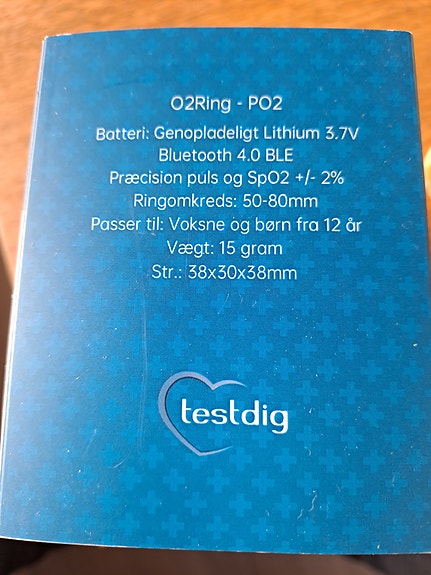 O2Ring - PO2
Batteri: Genopladeligt Lithium 3.7V
Bluetooth 4.0 BLE
Præcision puls og SpO2 +/- 2%
Ringomkreds: 50-80mm
Passer til: Voksne og børn fra 12 år
Vægt: 15 gram
Str.: 38x30x38mm
testdig